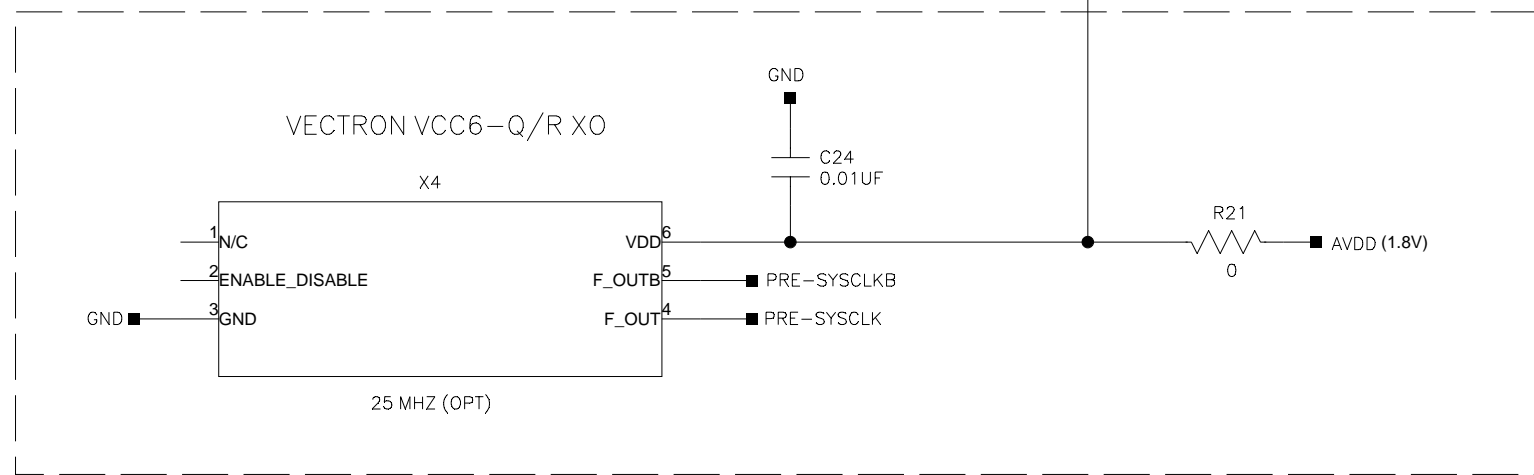 GND
VECTRON VCC6-Q/R XO
C24
0.01UF
X4
R21
1
N/C
VDD
6
AVDD (1.8V)
0
2
ENABLE_DISABLE
F_OUTB
5
PRE-SYSCLKB
GND
3
GND
F_OUT
4
PRE-SYSCLK
25 MHZ (OPT)